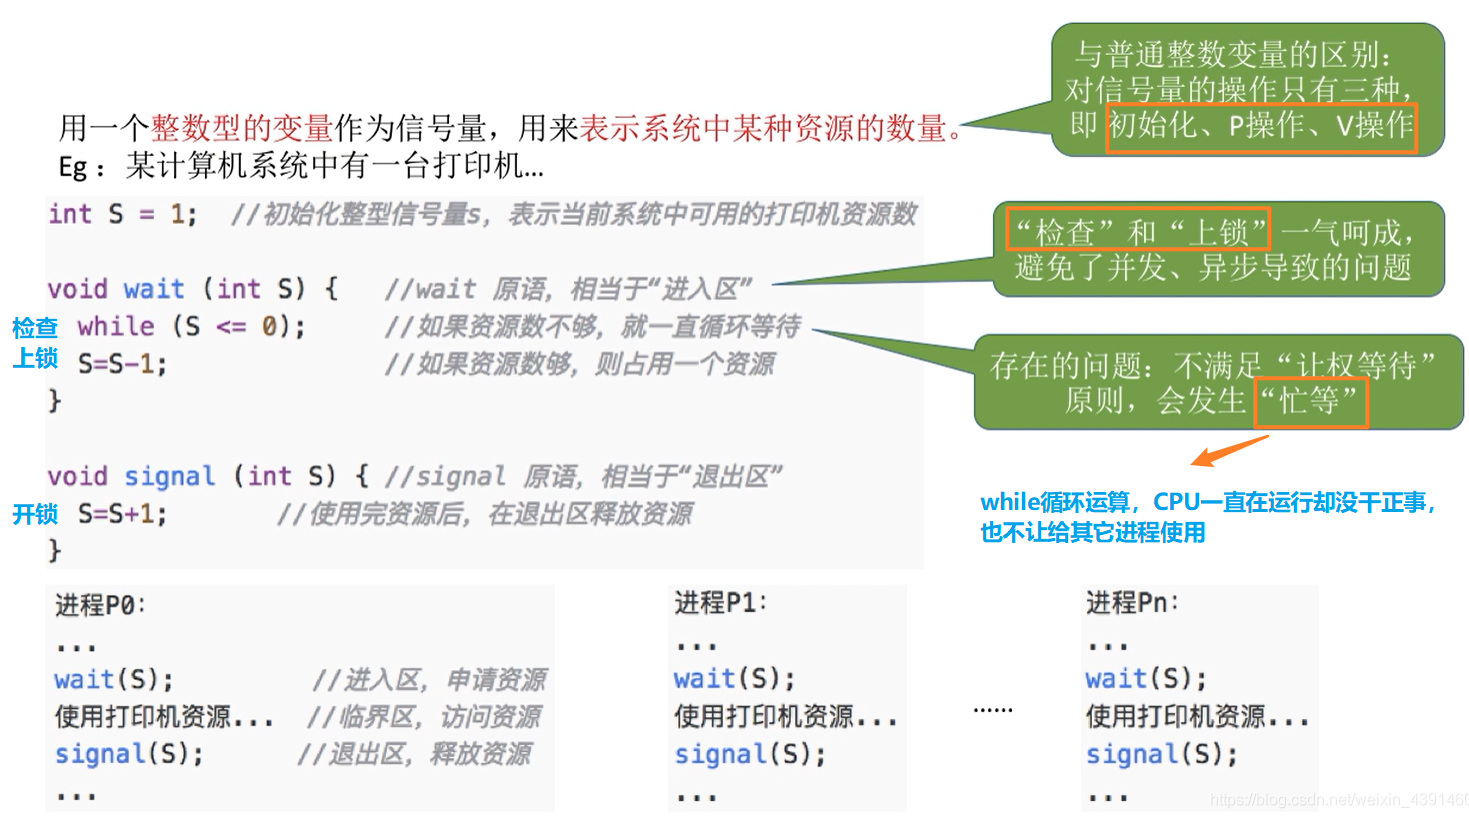 与普通整数变量的区别：
对信号量的操作只有三种，
即 初始化、P操作、V操作
用一个整数型的变量作为信号量，用来表示系统中某种资源的数量。
Eg：某计算机系统中有一台打印机...
int S = 1;  //初始化整型信号量s，表示当前系统中可用的打印机资源数
“检查”和“上锁”一气呵成，
避免了并发、异步导致的问题
void wait (int S) {   //wait 原语，相当于“进入区”
检查 while (S <= 0);   //如果资源数不够，就一直循环等待
上锁 S=S-1;   //如果资源数够，则占用一个资源
}
存在的问题：不满足“让权等待”
原则，会发生“忙等”
while循环运算，CPU一直在运行却没干正事，
也不让给其它进程使用
void signal (int S) { //signal 原语，相当于“退出区”
开锁 S=S+1;   //使用完资源后，在退出区释放资源
}
进程P0：
...
wait(S);   //进入区，申请资源
使用打印机资源...  //临界区，访问资源
signal(S);   //退出区，释放资源
...
进程P1：
...
wait(S);
使用打印机资源...
signal(S);
...
......
进程Pn：
...
wait(S);
使用打印机资源...
signal(S);
...
https://blog.csdn.net/weixin_4391460